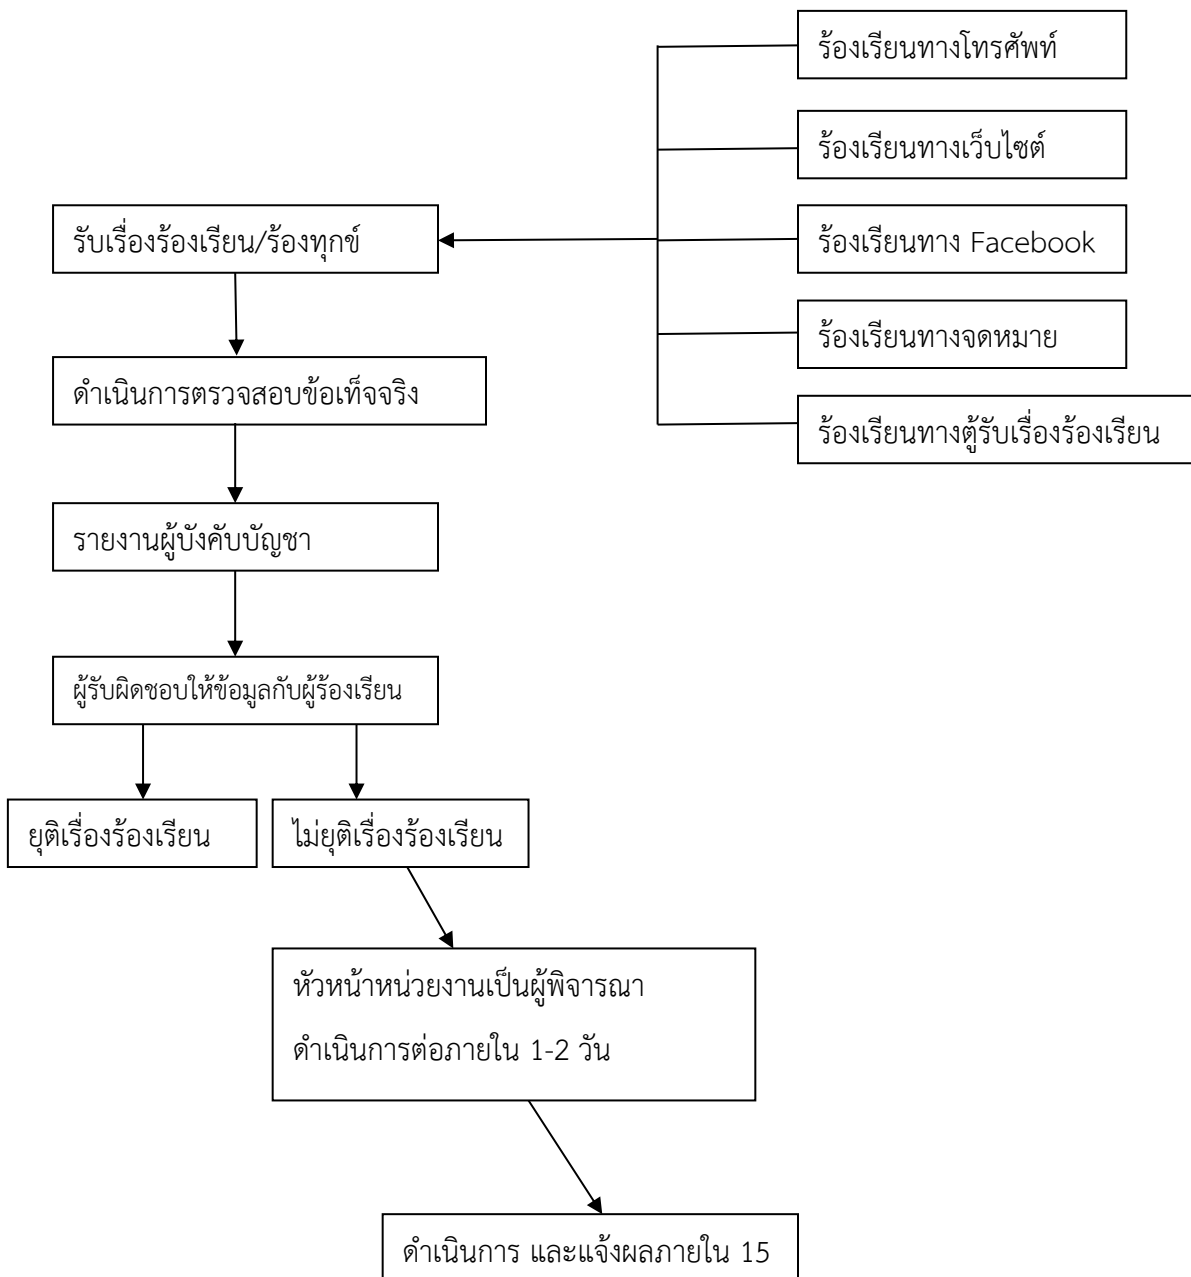 ร้องเรียนทางโทรศัพท์
ร้องเรียนทางเว็บไซต์
รับเรื่องร้องเรียน/ร้องทุกข์
ร้องเรียนทาง Facebook
ร้องเรียนทางจดหมาย
ดำเนินการตรวจสอบข้อเท็จจริง
ร้องเรียนทางตู้รับเรื่องร้องเรียน
รายงานผู้บังคับบัญชา
ผู้รับผิดชอบให้ข้อมูลกับผู้ร้องเรียน
ยุติเรื่องร้องเรียน
ไม่ยุติเรื่องร้องเรียน
หัวหน้าหน่วยงานเป็นผู้พิจารณา
ดำเนินการต่อภายใน 1-2 วัน
ดำเนินการ และแจ้งผลภายใน 15